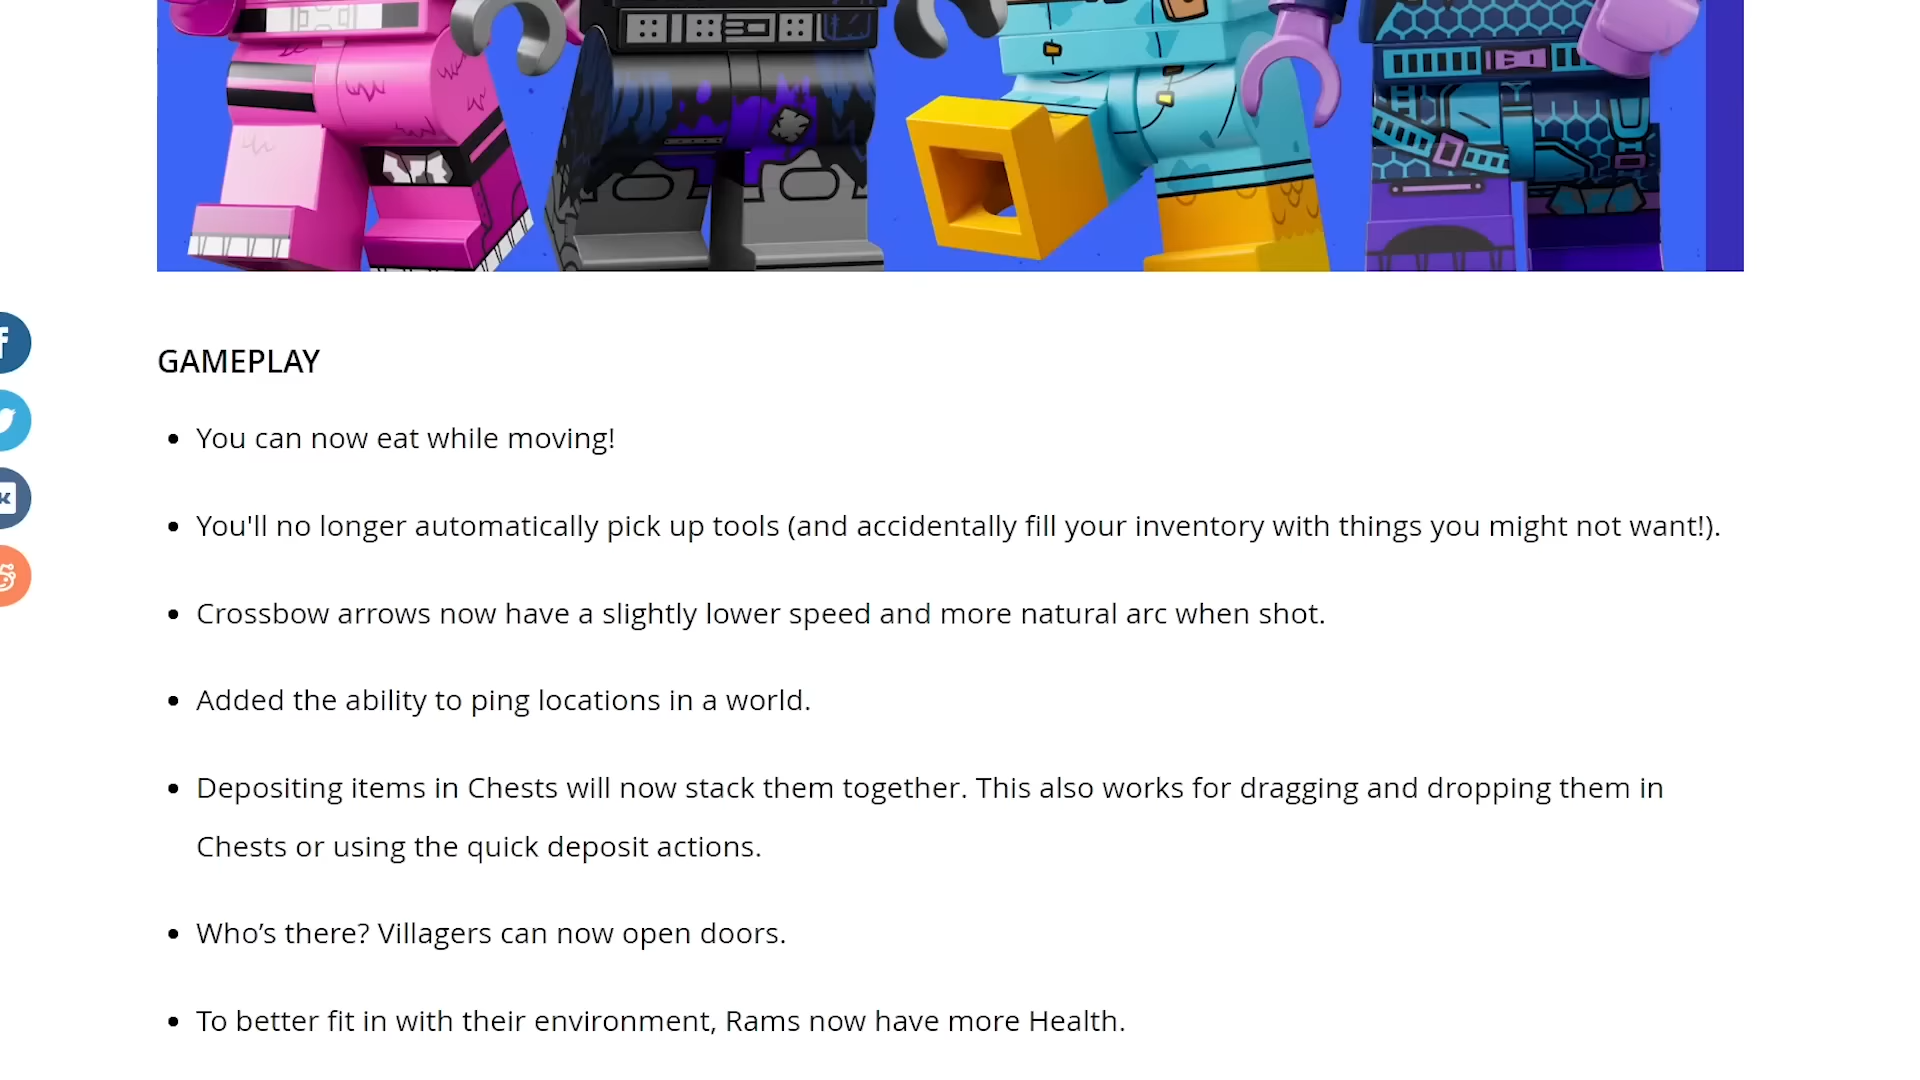 GAMEPLAY
You can now eat while moving!
You'll no longer automatically pick up tools (and accidentally fill your inventory with things you might not want!).
Crossbow arrows now have a slightly lower speed and more natural arc when shot.
Added the ability to ping locations in a world.
Depositing items in Chests will now stack them together. This also works for dragging and dropping them in
Chests or using the quick deposit actions.
Who’s there? Villagers can now open doors.
To better fit in with their environment, Rams now have more Health.